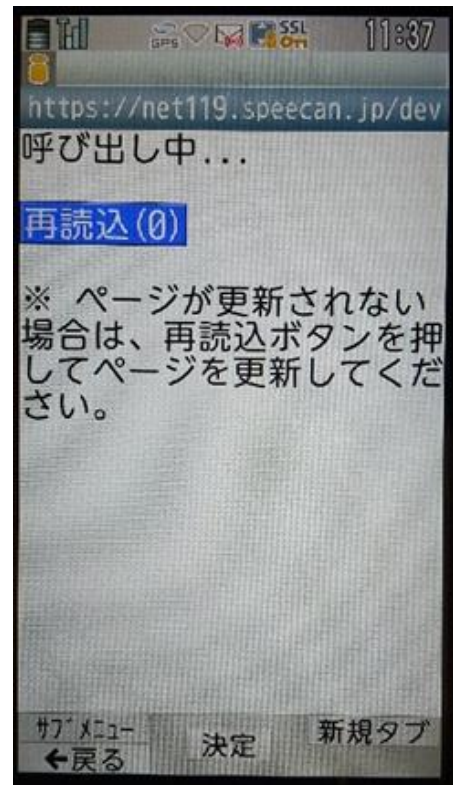 GPS SSL 11:37
https://net119.speecan.jp/dev
呼び出し中...
再読込(0)
※ ページが更新されない
場合は、再読込ボタンを押
してページを更新してくだ
さい。
ｻﾌﾞﾒﾆｭｰ 決定 新規タブ
←戻る